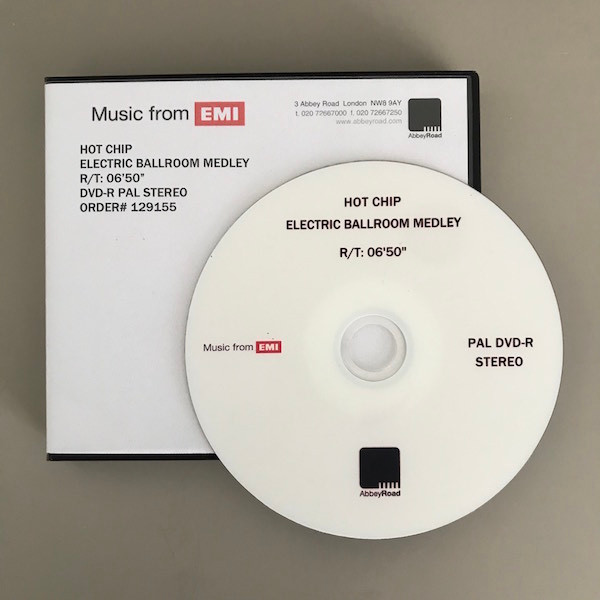 Music from EMI
3 Abbey Road London NW8 9AY
t. 020 72667000 f. 020 72667250
www.abbeyroad.com
AbbeyRoad
HOT CHIP
ELECTRIC BALLROOM MEDLEY
R/T: 06'50"
DVD-R PAL STEREO
ORDER# 129155
HOT CHIP
ELECTRIC BALLROOM MEDLEY
R/T: 06'50"
Music from EMI
PAL DVD-R
STEREO
AbbeyRoad